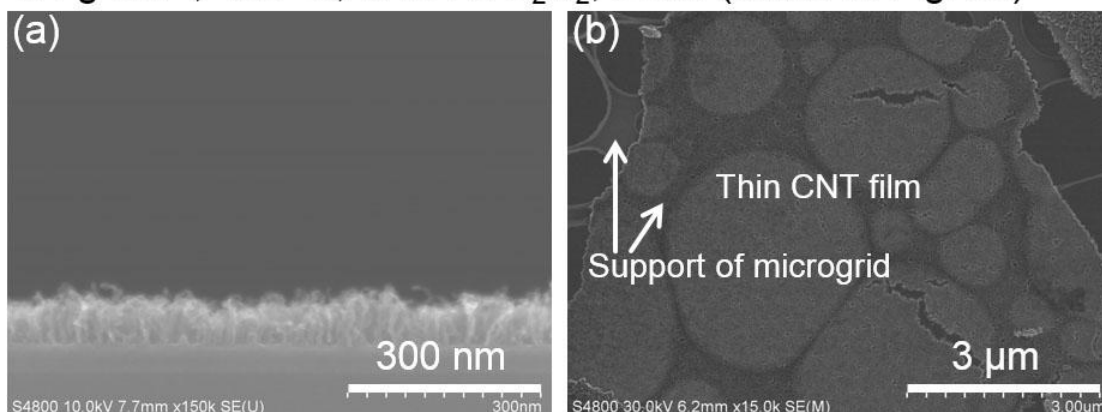 (a)
300 nm
S4800 10.0kV 7.7mm x150k SE(U)
300nm
(b)
Thin CNT film
Support of microgrid
3 µm
S4800 30.0kV 6.2mm x15.0k SE(M)
3.00um